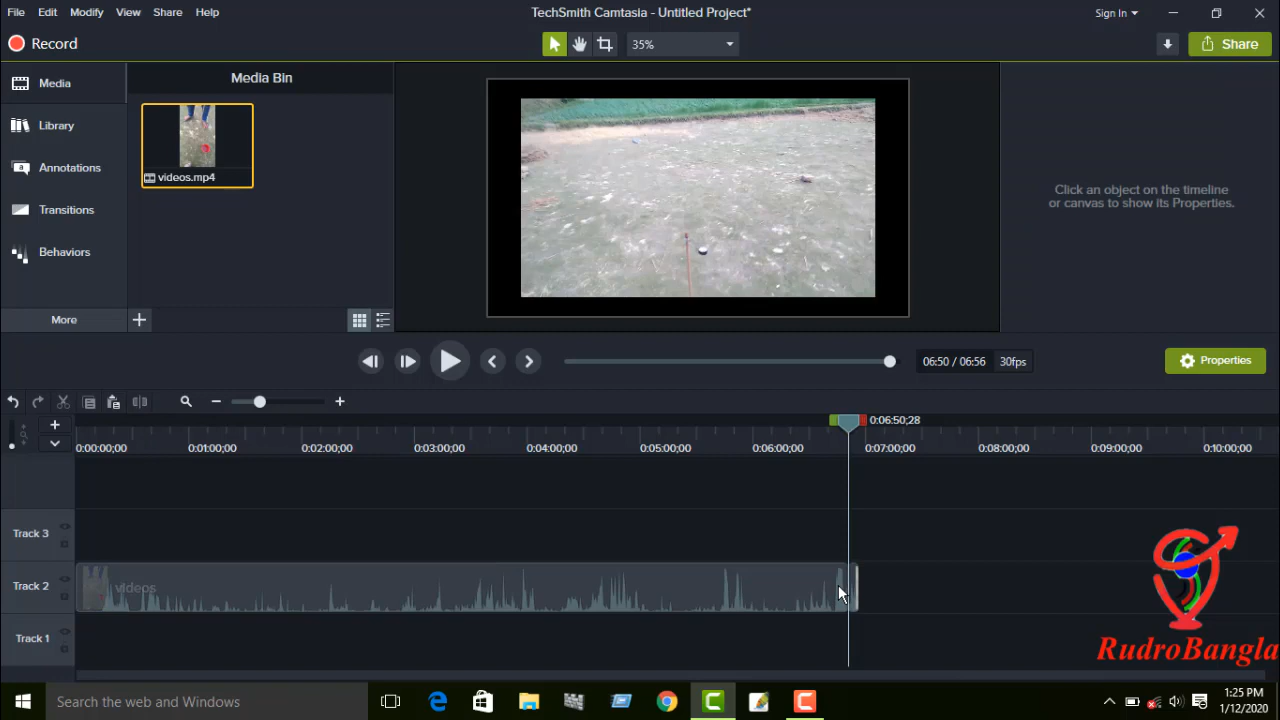 File Edit Modify View Share Help
TechSmith Camtasia - Untitled Project*
Sign In
Record
35%
Share
Media
Library
Annotations
Transitions
Behaviors
More
Media Bin
videos.mp4
Click an object on the timeline
or canvas to show its Properties.
06:50 / 06:56 30fps
Properties
0:06:50;28
0:00:00;00 0:01:00;00 0:02:00;00 0:03:00;00 0:04:00;00 0:05:00;00 0:06:00;00 0:07:00;00 0:08:00;00 0:09:00;00 0:10:00;00
Track 3
Track 2
videos
Track 1
RudroBangla
Search the web and Windows
1:25 PM
1/12/2020